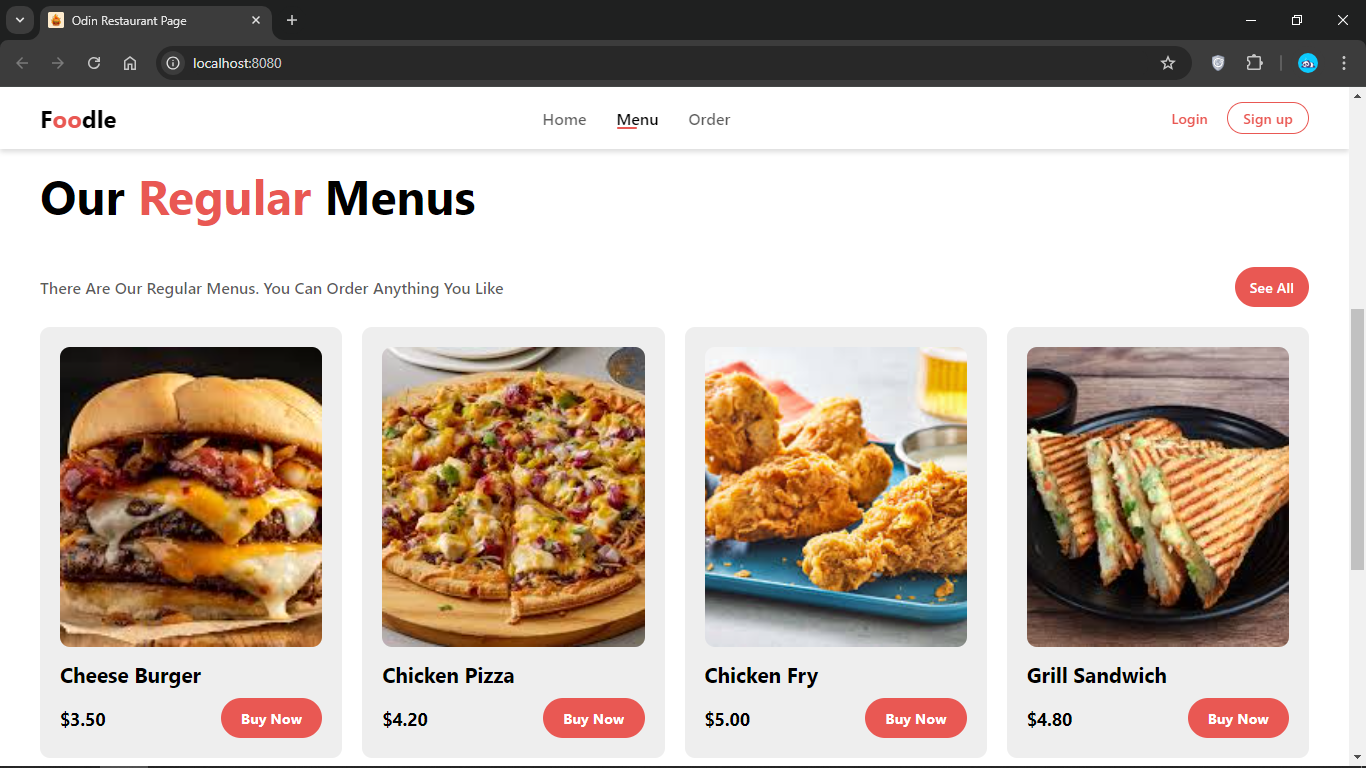 Odin Restaurant Page
localhost:8080
Foodle
Home Menu Order
Login Sign up
Our Regular Menus
There Are Our Regular Menus. You Can Order Anything You Like
See All
Cheese Burger
$3.50 Buy Now
Chicken Pizza
$4.20 Buy Now
Chicken Fry
$5.00 Buy Now
Grill Sandwich
$4.80 Buy Now